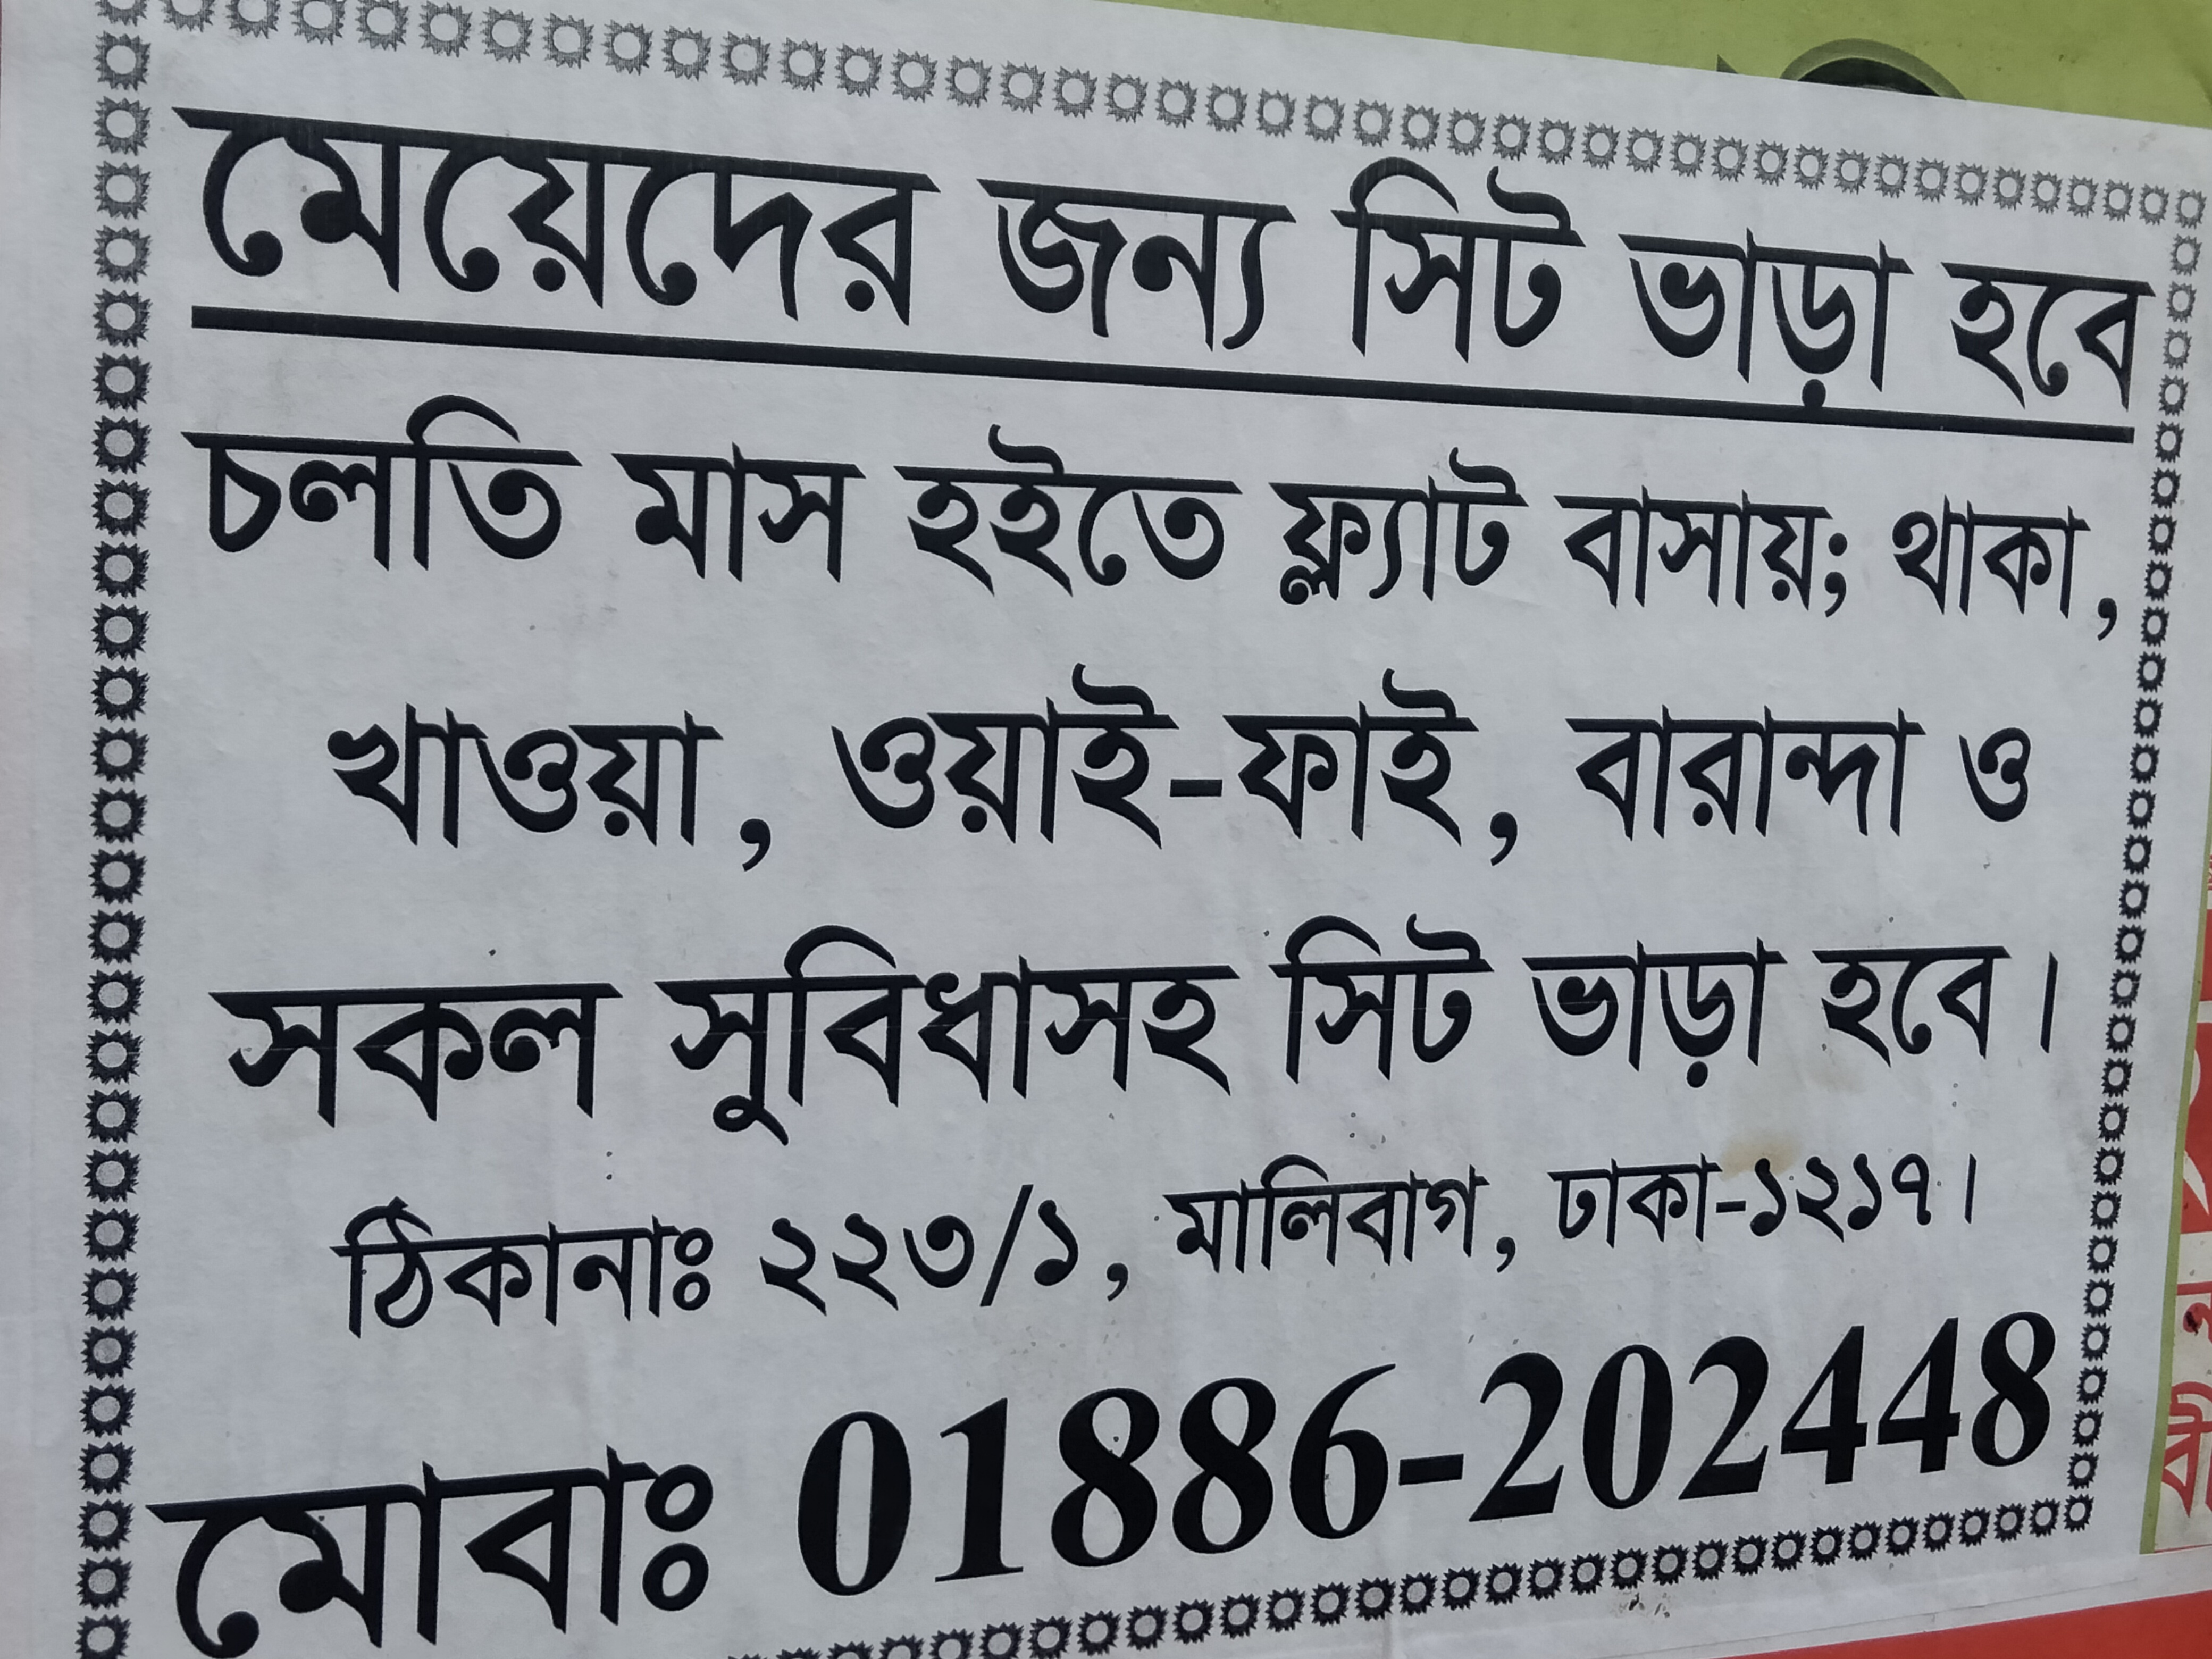 মেয়েদের জন্য সিট ভাড়া হবে
চলতি মাস হইতে ফ্ল্যাট বাসায়; থাকা,
খাওয়া, ওয়াই-ফাই, বারান্দা ও
সকল সুবিধাসহ সিট ভাড়া হবে।
ঠিকানাঃ ২২৩/১, মালিবাগ, ঢাকা-১২১৭।
মোবাঃ 01886-202448